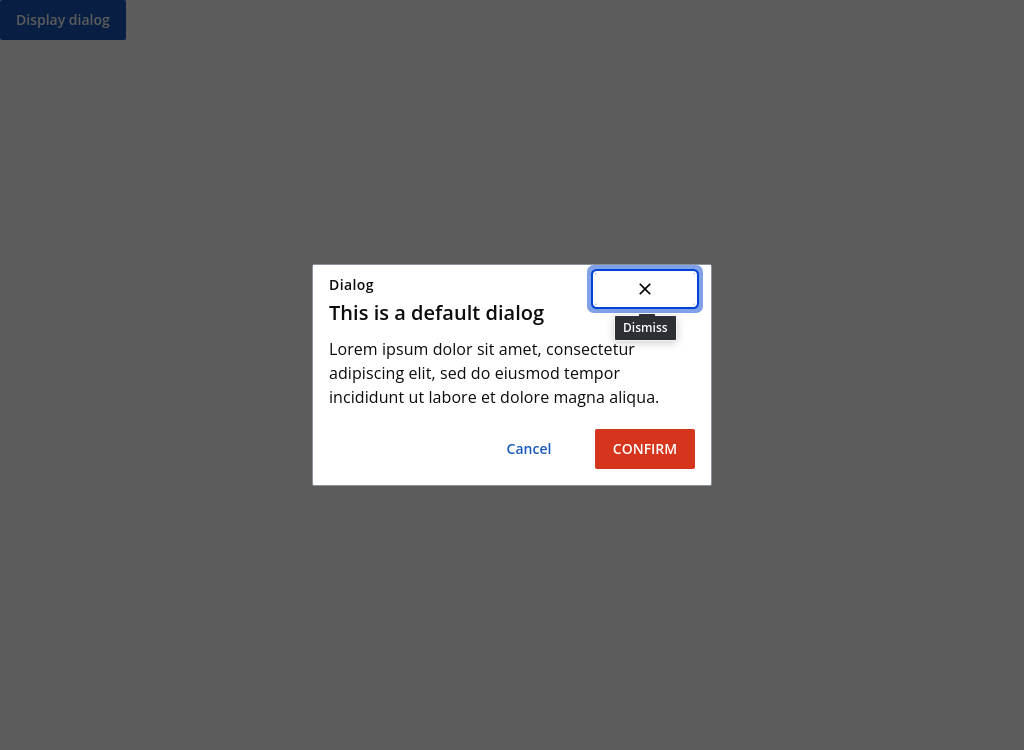 Display dialog
Dialog
This is a default dialog
Dismiss
Lorem ipsum dolor sit amet, consectetur
adipiscing elit, sed do eiusmod tempor
incididunt ut labore et dolore magna aliqua.
Cancel
CONFIRM